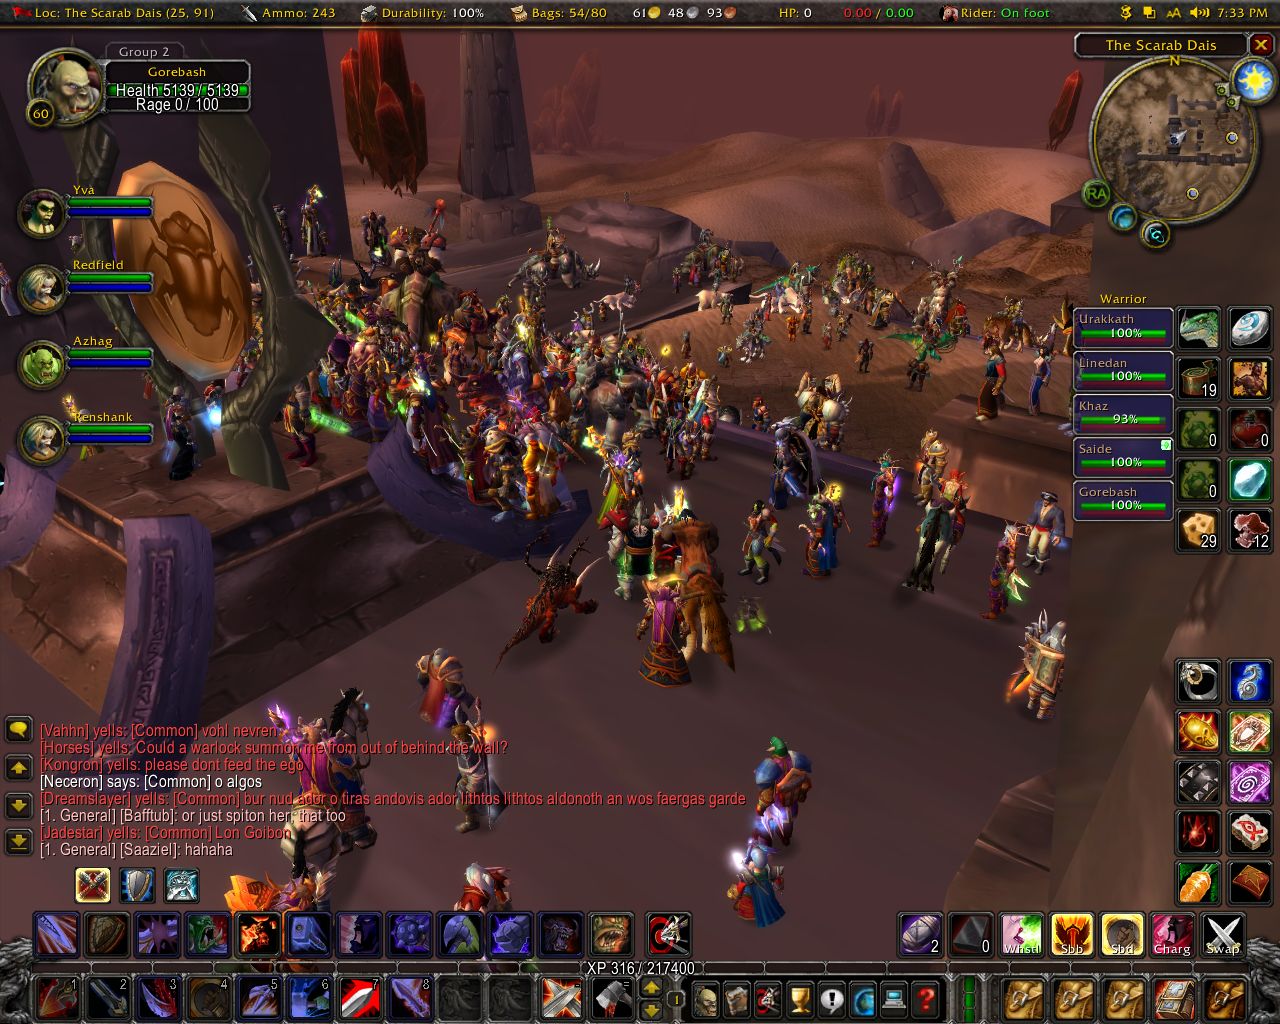 Loc: The Scarab Dais (25, 91) Ammo: 243 Durability: 100% Bags: 54/80 61 48 93 HP: 0 0.00 / 0.00 Rider: On foot 7:33 PM
Group 2
Gorebash
Health 5139 / 5139
Rage 0 / 100
60
The Scarab Dais
N
RA
Yva
Redfield
Azhag
Renshank
Warrior
Urakkath
100%
Linedan
100%
Khaz
93%
Saide
100%
Gorebash
100%
19
0 0
0
29 12
[Vahhn] yells: [Common] vohl nevren
[Horses] yells: Could a warlock summon me from out of behind the wall?
[Kongron] yells: please dont feed the ego
[Neceron] says: [Common] o algos
[Dreamslayer] yells: [Common] bur nud ador o tiras andovis ador lithtos lithtos aldonoth an wos faergas garde
[1. General] [Bafftub]: or just spiton her, that too
[Jadestar] yells: [Common] Lon Goibon
[1. General] [Saaziel]: hahaha
2 0 Whstl Sbb Sbd Charg Swap
XP 316 / 217400
1 2 3 4 5 6 7 8 - = 1